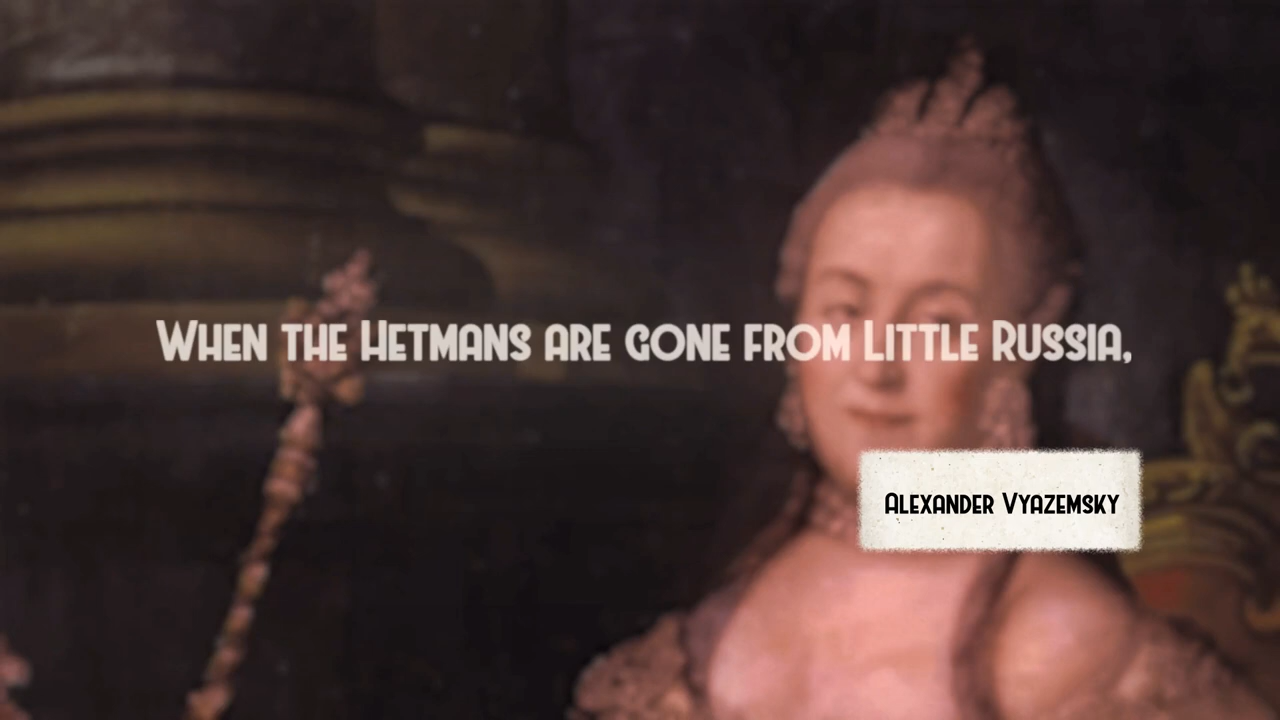 When the Hetmans are gone from Little Russia,
Alexander Vyazemsky